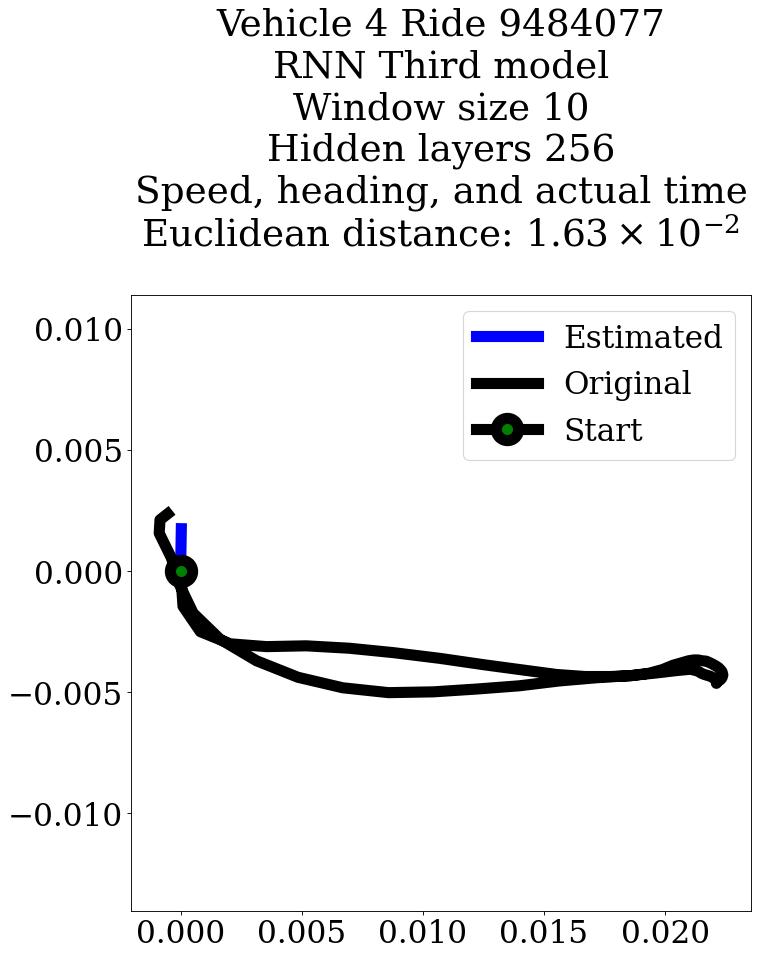 Vehicle 4 Ride 9484077
RNN Third model
Window size 10
Hidden layers 256
Speed, heading, and actual time
Euclidean distance: 1.63 × 10⁻²
Estimated
Original
Start
0.010
0.005
0.000
−0.005
−0.010
0.000 0.005 0.010 0.015 0.020